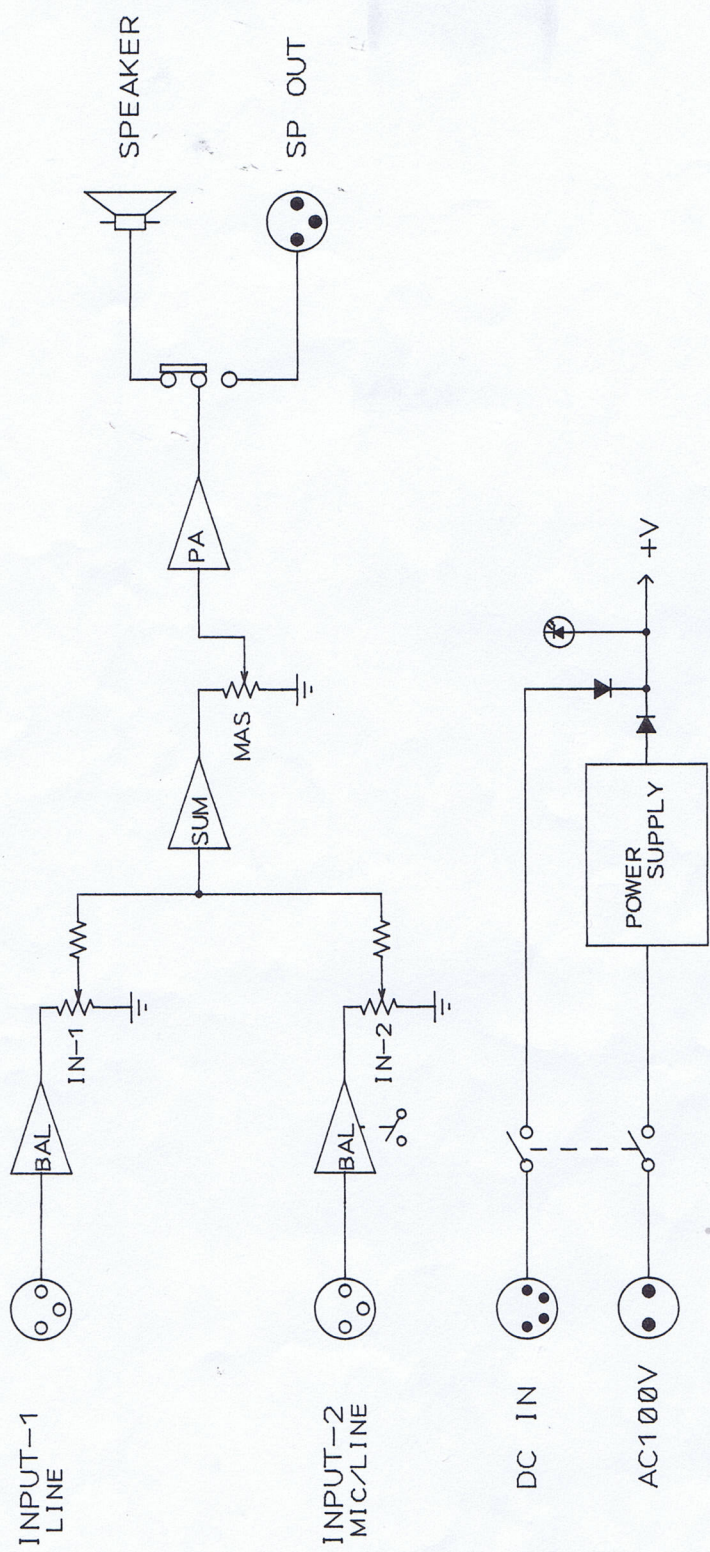 INPUT-1
LINE
BAL
IN-1
SUM
MAS
PA
SPEAKER
SP OUT
INPUT-2
MIC/LINE
BAL
IN-2
DC IN
AC100V
POWER
SUPPLY
+V